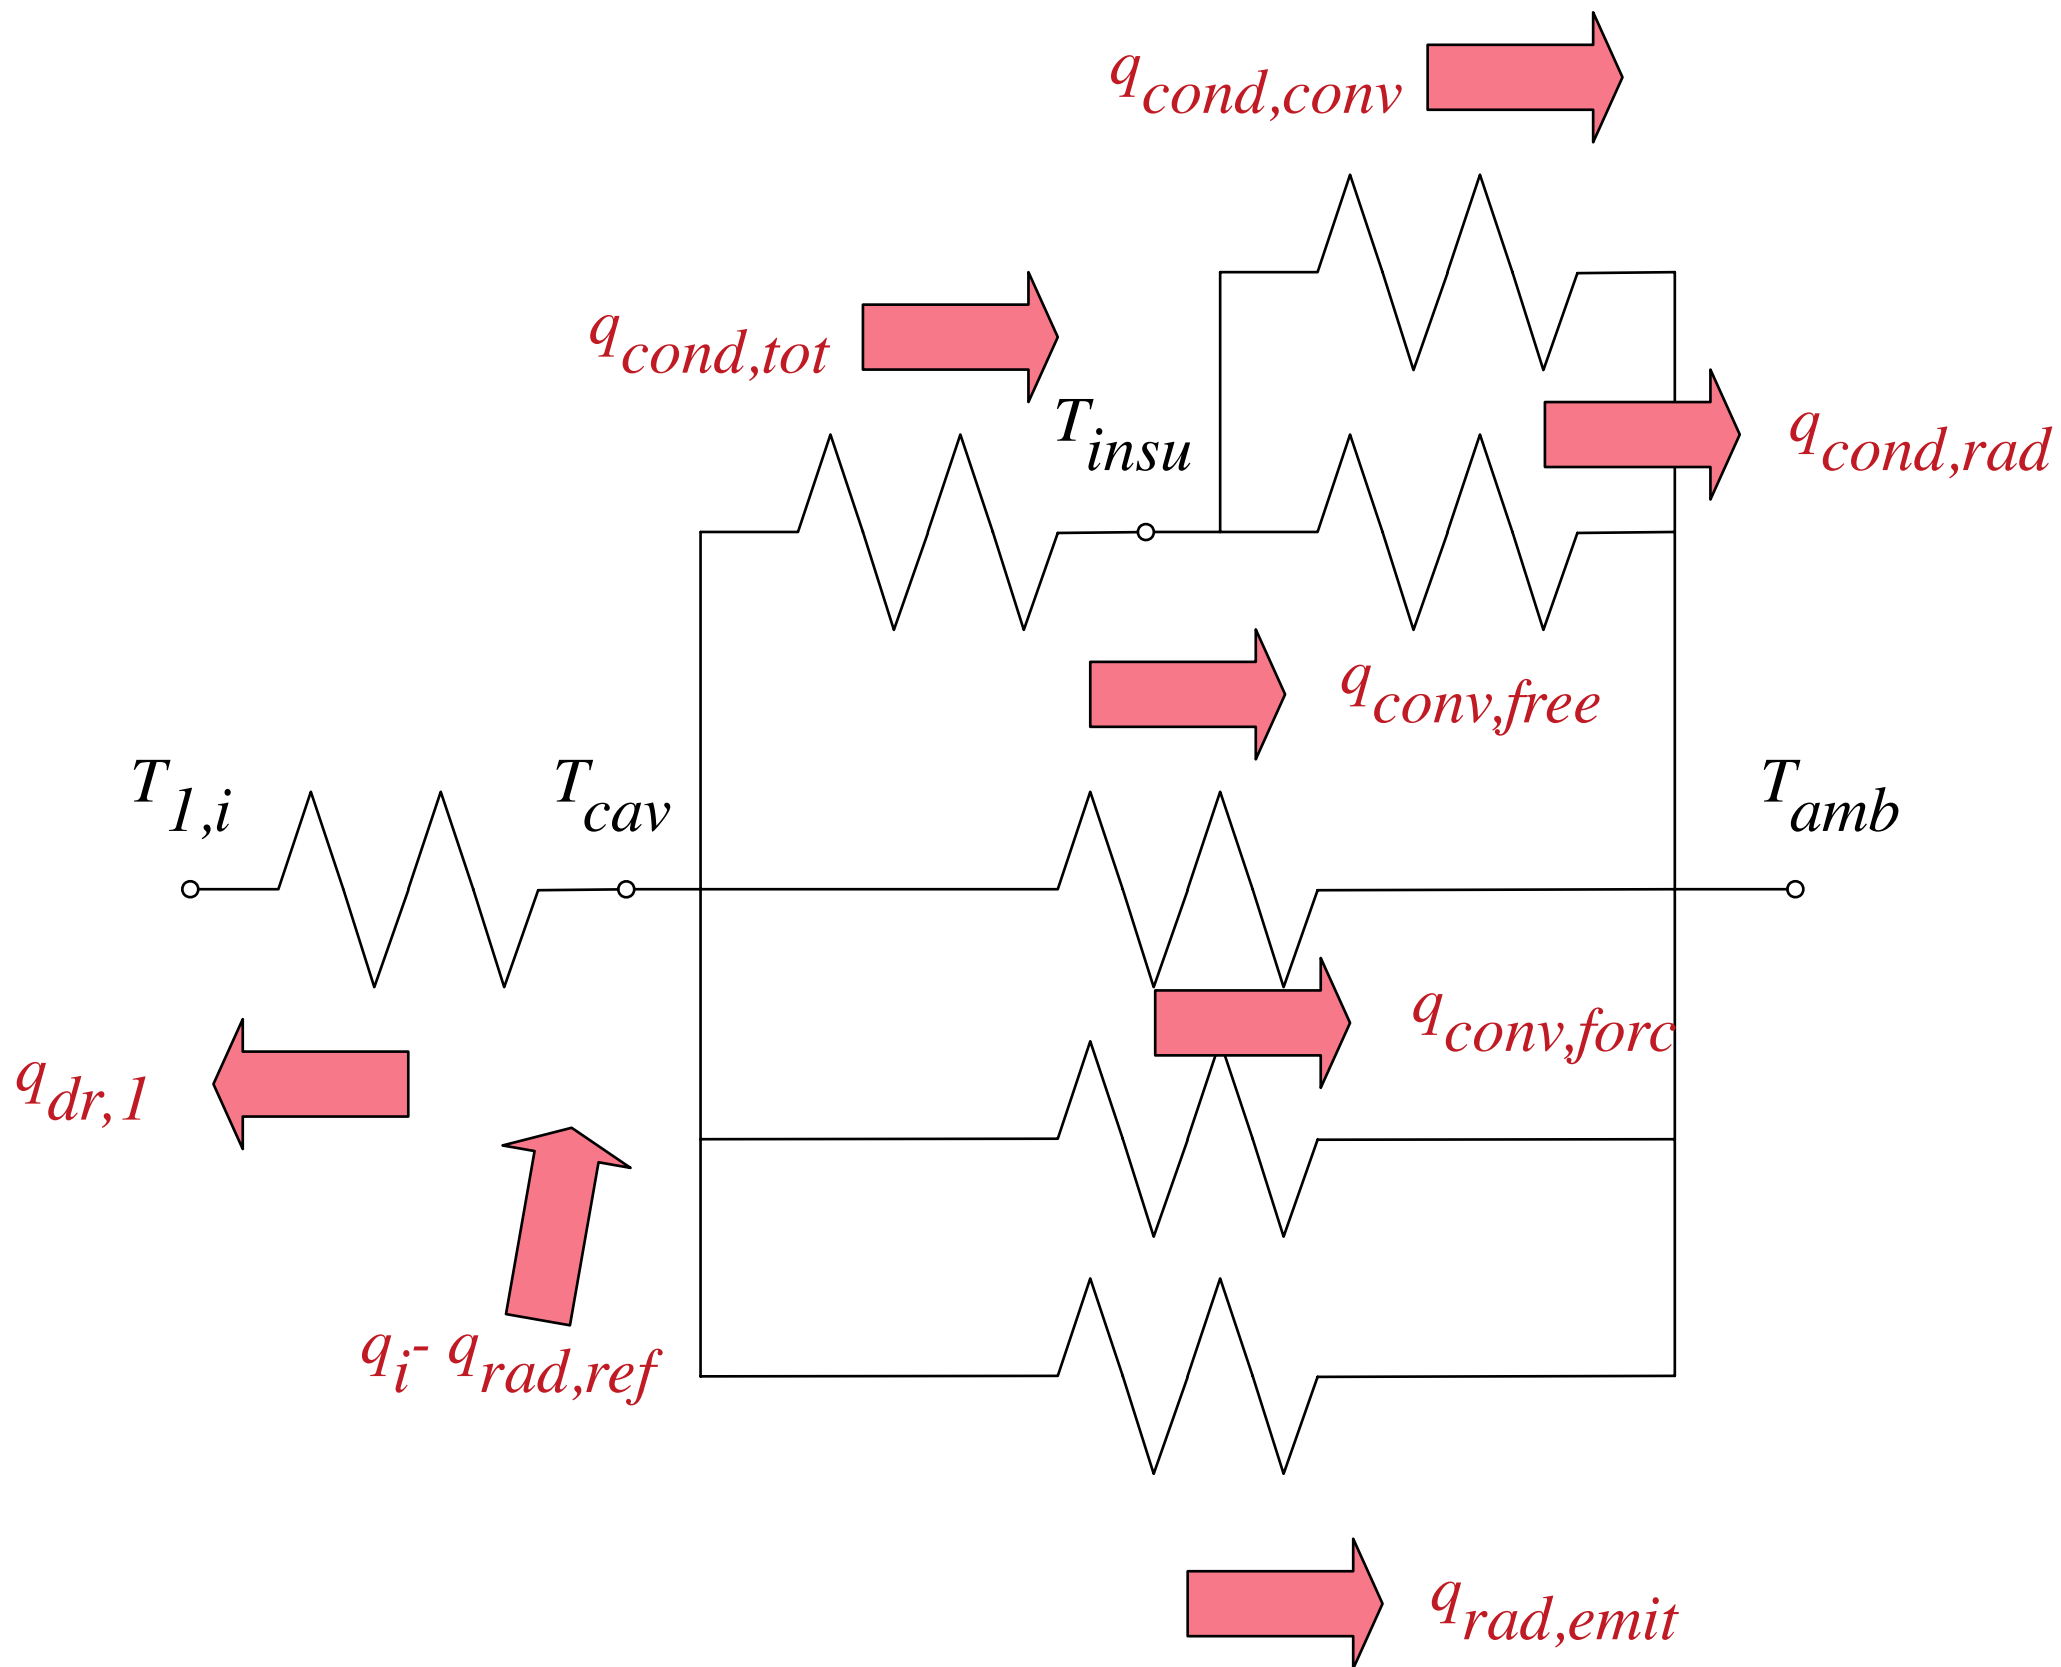 q_cond,conv
q_cond,tot
T_insu
q_cond,rad
q_conv,free
T_1,i
T_cav
T_amb
q_conv,forc
q_dr,1
q_i - q_rad,ref
q_rad,emit